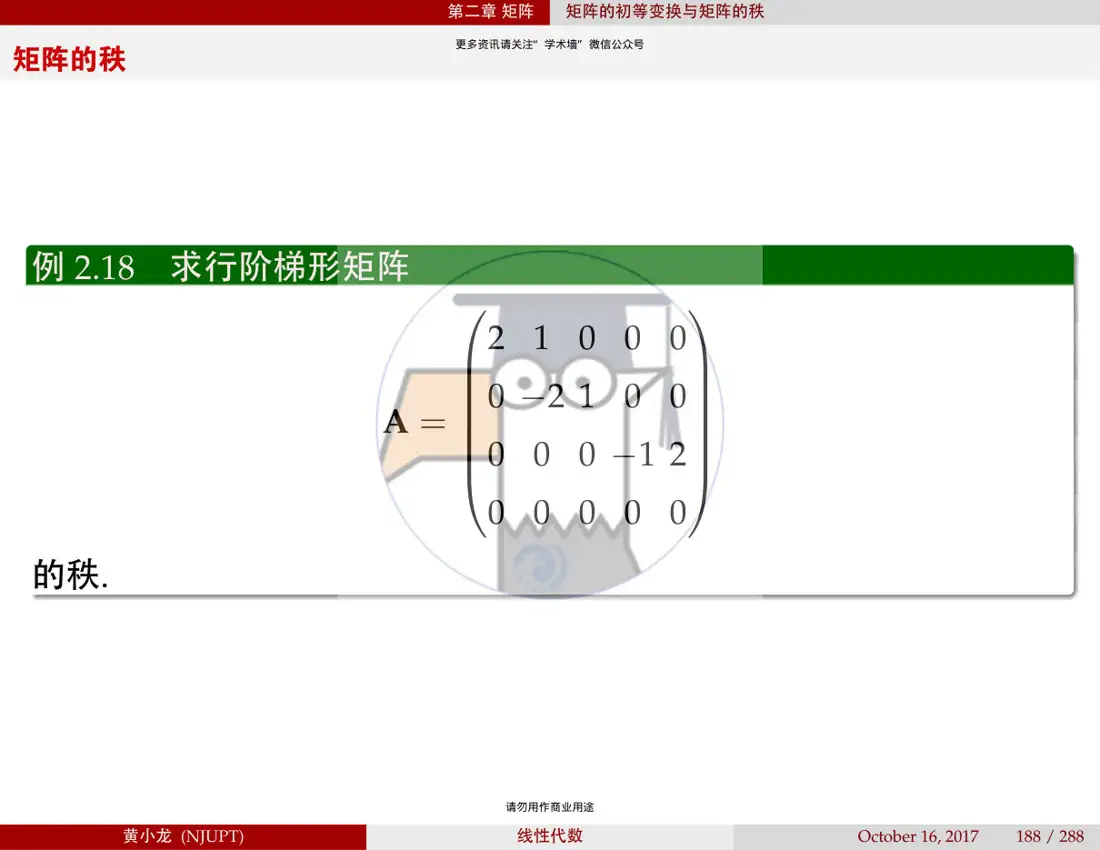 第二章 矩阵 矩阵的初等变换与矩阵的秩
更多资讯请关注“学术墙”微信公众号
矩阵的秩
例 2.18 求行阶梯形矩阵
2 1 0 0 0
0 −2 1 0 0
A =
0 0 0 −1 2
0 0 0 0 0
的秩.
请勿用作商业用途
黄小龙 (NJUPT) 线性代数 October 16, 2017 188 / 288